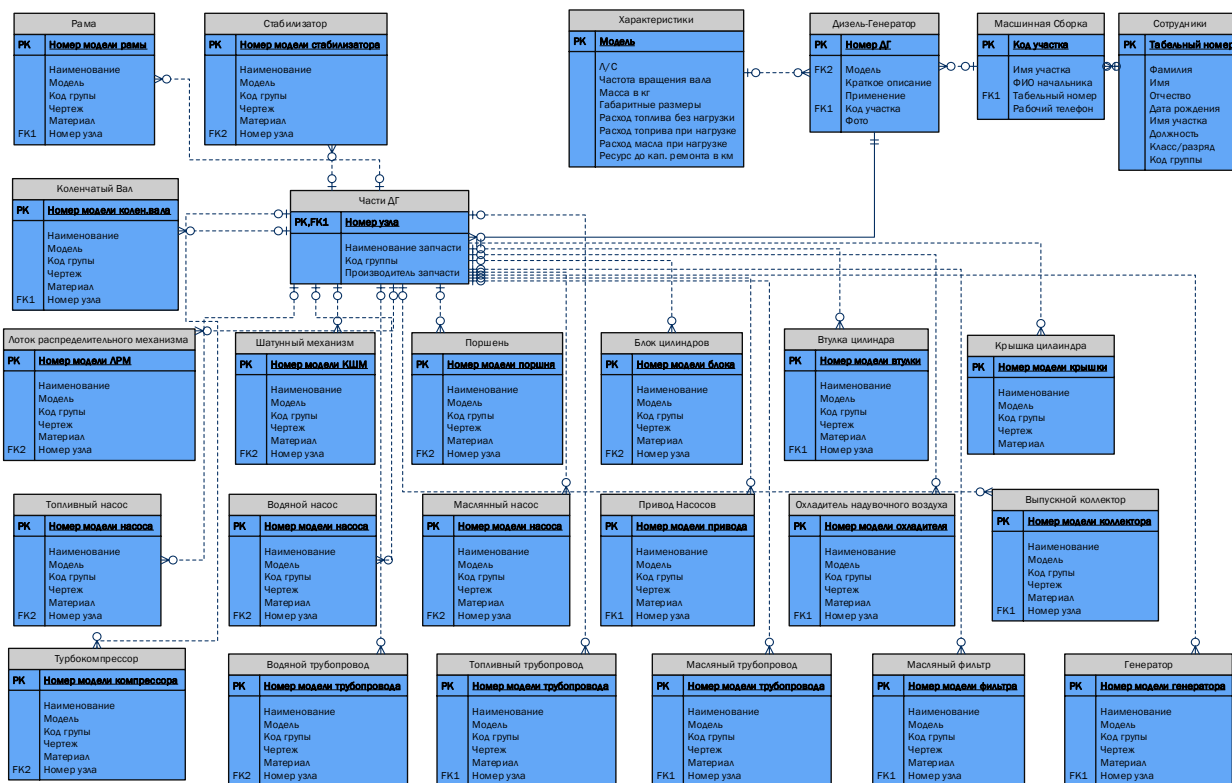 Рама
PK Номер модели рамы
Наименование
Модель
Код групы
Чертеж
Материал
FK1 Номер узла
Стабилизатор
PK Номер модели стабилизатора
Наименование
Модель
Код групы
Чертеж
Материал
FK2 Номер узла
Характеристики
PK Модель
Л/С
Частота вращения вала
Масса в кг
Габаритные размеры
Расход топлива без нагрузки
Расход топрива при нагрузке
Расход масла при нагрузке
Ресурс до кап. ремонта в км
Дизель-Генератор
PK Номер ДГ
FK2 Модель
Краткое описание
Применение
FK1 Код участка
Фото
Масшинная Сборка
PK Код участка
Имя участка
ФИО начальника
FK1 Табельный номер
Рабочий телефон
Сотрудники
PK Табельный номер
Фамилия
Имя
Отчество
Дата рождения
Имя участка
Должность
Класс/разряд
Код группы
Коленчатый Вал
PK Номер модели колен.вала
Наименование
Модель
Код групы
Чертеж
Материал
FK1 Номер узла
Части ДГ
PK,FK1 Номер узла
Наименование запчасти
Код группы
Производитель запчасти
Лоток распределительного механизма
PK Номер модели ЛРМ
Наименование
Модель
Код групы
Чертеж
Материал
FK2 Номер узла
Шатунный механизм
PK Номер модели КШМ
Наименование
Модель
Код групы
Чертеж
Материал
FK2 Номер узла
Поршень
PK Номер модели поршня
Наименование
Модель
Код групы
Чертеж
Материал
FK2 Номер узла
Блок цилиндров
PK Номер модели блока
Наименование
Модель
Код групы
Чертеж
Материал
FK2 Номер узла
Втулка цилиндра
PK Номер модели втулки
Наименование
Модель
Код групы
Чертеж
Материал
FK1 Номер узла
Крышка цилаиндра
PK Номер модели крышки
Наименование
Модель
Код групы
Чертеж
Материал
Топливный насос
PK Номер модели насоса
Наименование
Модель
Код групы
Чертеж
Материал
FK2 Номер узла
Водяной насос
PK Номер модели насоса
Наименование
Модель
Код групы
Чертеж
Материал
FK2 Номер узла
Маслянный насос
PK Номер модели насоса
Наименование
Модель
Код групы
Чертеж
Материал
FK2 Номер узла
Привод Насосов
PK Номер модели привода
Наименование
Модель
Код групы
Чертеж
Материал
FK1 Номер узла
Охладитель надувочного воздуха
PK Номер модели охладителя
Наименование
Модель
Код групы
Чертеж
Материал
FK1 Номер узла
Выпускной коллектор
PK Номер модели коллектора
Наименование
Модель
Код групы
Чертеж
Материал
FK1 Номер узла
Турбокомпрессор
PK Номер модели компрессора
Наименование
Модель
Код групы
Чертеж
Материал
FK2 Номер узла
Водяной трубопровод
PK Номер модели трубопровода
Наименование
Модель
Код групы
Чертеж
Материал
FK2 Номер узла
Топливный трубопровод
PK Номер модели трубопровода
Наименование
Модель
Код групы
Чертеж
Материал
FK1 Номер узла
Масляный трубопровод
PK Номер модели трубопровода
Наименование
Модель
Код групы
Чертеж
Материал
FK1 Номер узла
Масляный фильтр
PK Номер модели фильтра
Наименование
Модель
Код групы
Чертеж
Материал
FK1 Номер узла
Генератор
PK Номер модели генератора
Наименование
Модель
Код групы
Чертеж
Материал
FK1 Номер узла